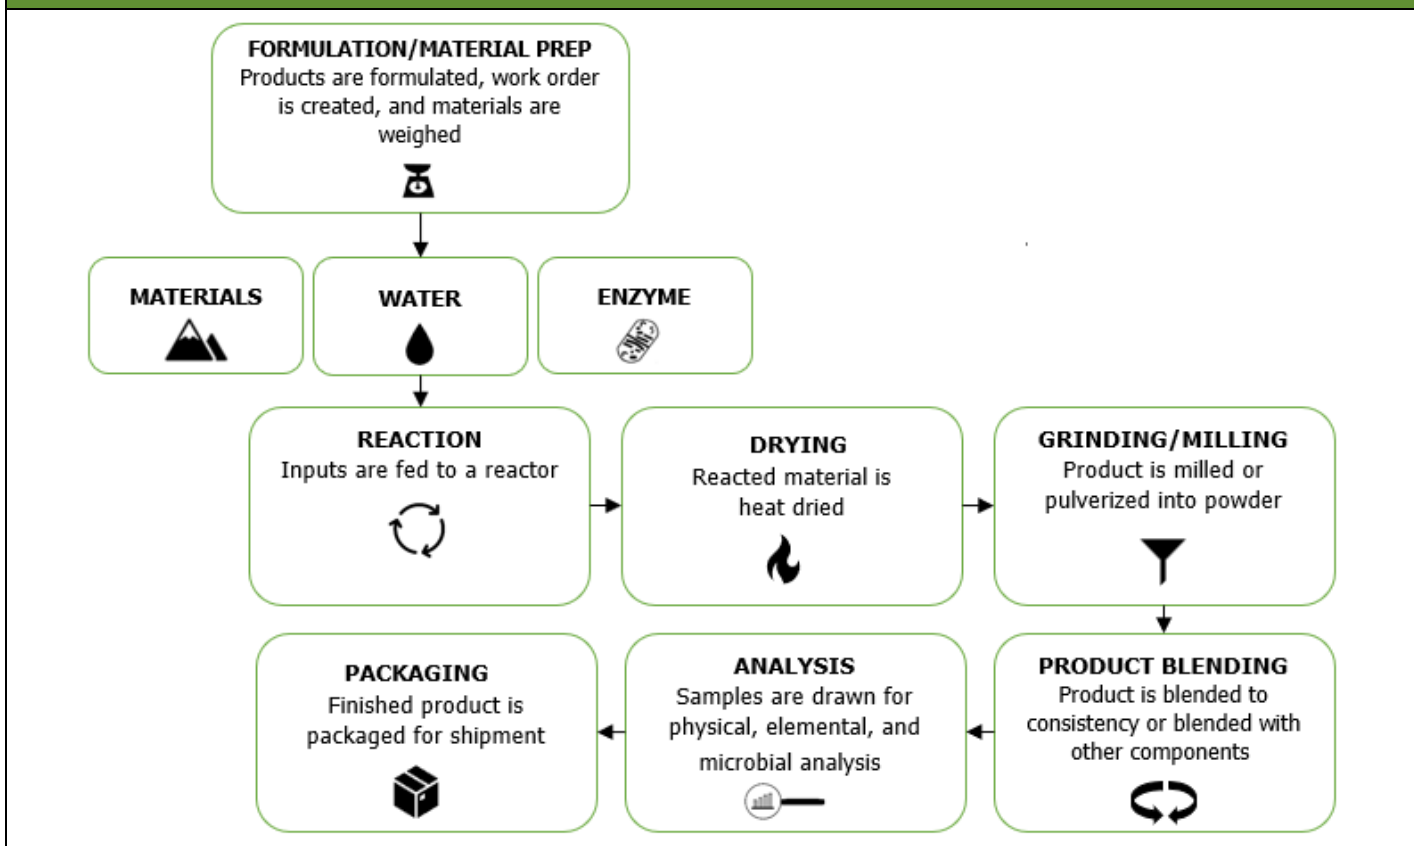 FORMULATION/MATERIAL PREP
Products are formulated, work order
is created, and materials are
weighed
MATERIALS
WATER
ENZYME
REACTION
Inputs are fed to a reactor
DRYING
Reacted material is
heat dried
GRINDING/MILLING
Product is milled or
pulverized into powder
PACKAGING
Finished product is
packaged for shipment
ANALYSIS
Samples are drawn for
physical, elemental, and
microbial analysis
PRODUCT BLENDING
Product is blended to
consistency or blended with
other components